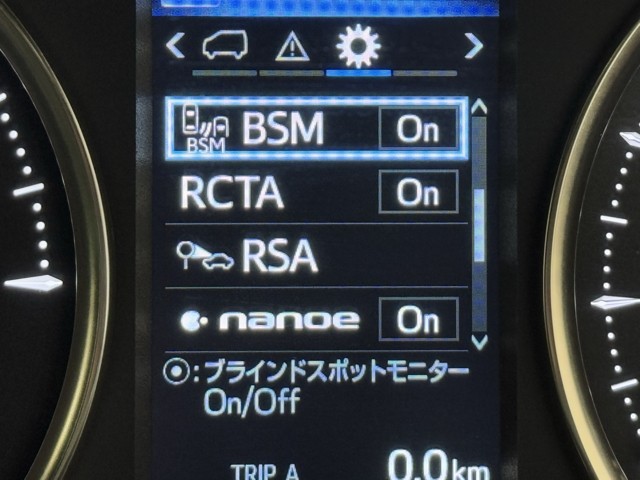 BSM BSM On
RCTA On
RSA
nanoe On
: ブラインドスポットモニター
On/Off
TRIP A 0.0km